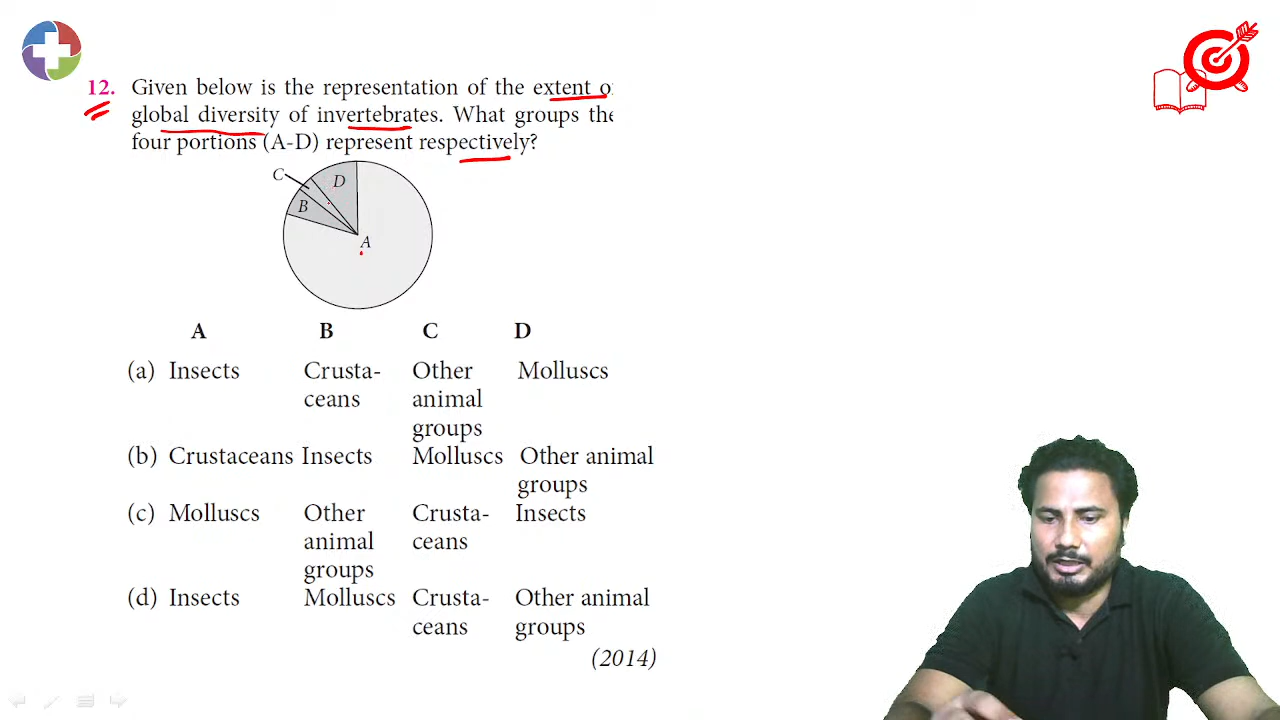 12. Given below is the representation of the extent o
global diversity of invertebrates. What groups the
four portions (A-D) represent respectively?
C
D
B
A
A B C D
(a) Insects Crusta- Other Molluscs
ceans animal
groups
(b) Crustaceans Insects Molluscs Other animal
groups
(c) Molluscs Other Crusta- Insects
animal ceans
groups
(d) Insects Molluscs Crusta- Other animal
ceans groups
(2014)